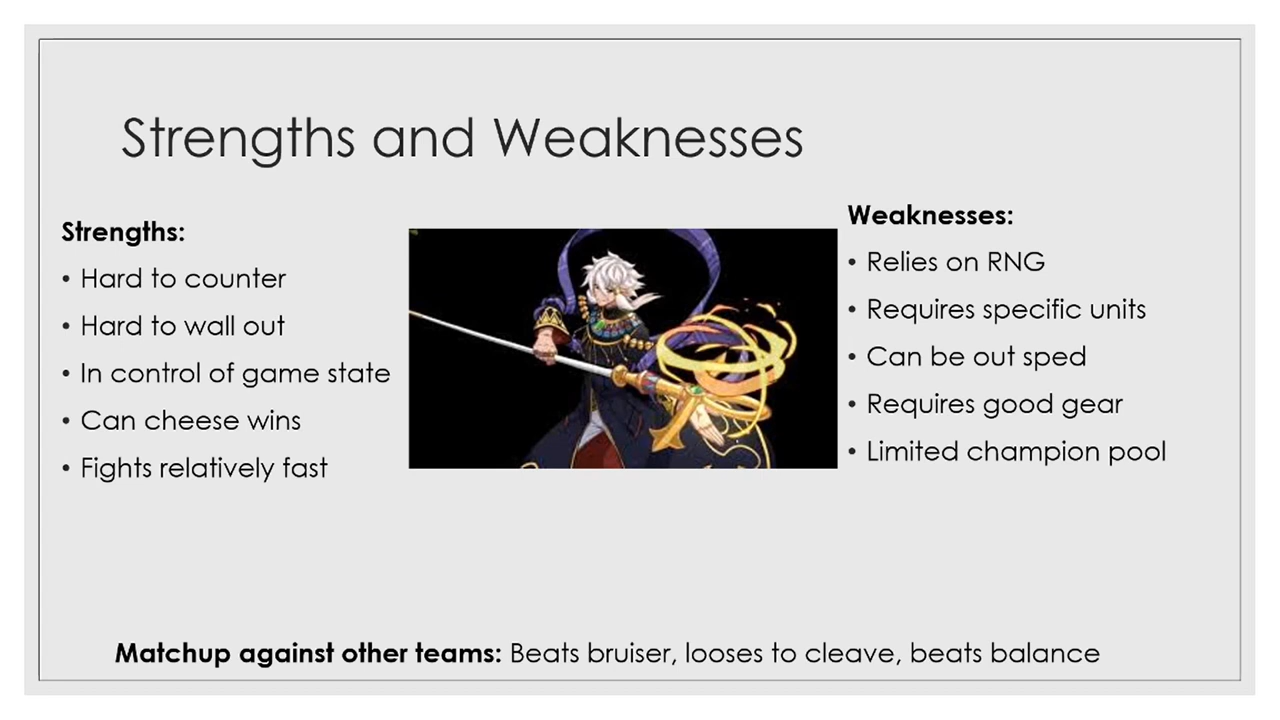 Strengths and Weaknesses
Strengths:
• Hard to counter
• Hard to wall out
• In control of game state
• Can cheese wins
• Fights relatively fast
Weaknesses:
• Relies on RNG
• Requires specific units
• Can be out sped
• Requires good gear
• Limited champion pool
Matchup against other teams: Beats bruiser, looses to cleave, beats balance